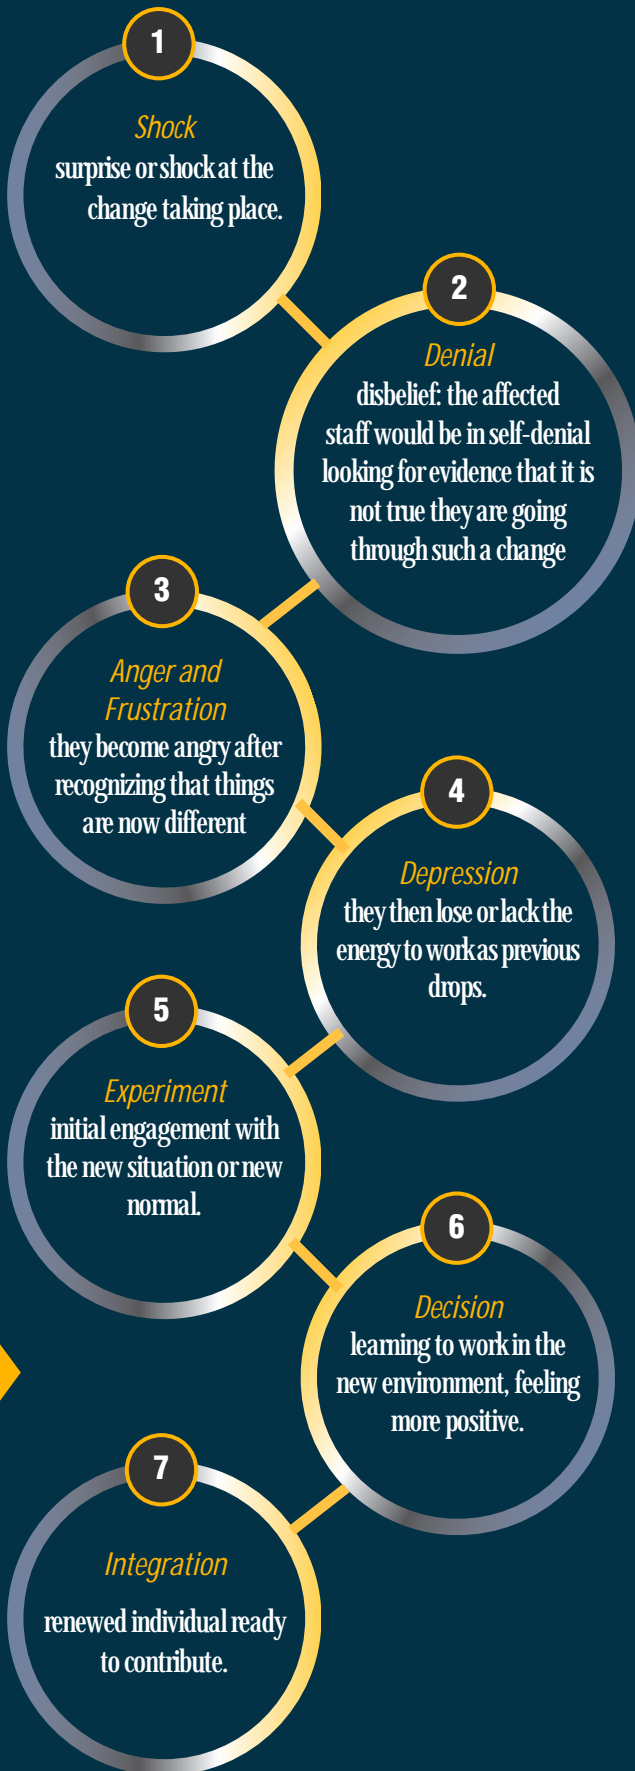 1
Shock
surprise or shock at the
change taking place.
2
Denial
disbelief: the affected
staff would be in self-denial
looking for evidence that it is
not true they are going
through such a change
3
Anger and
Frustration
they become angry after
recognizing that things
are now different
4
Depression
they then lose or lack the
energy to work as previous
drops.
5
Experiment
initial engagement with
the new situation or new
normal.
6
Decision
learning to work in the
new environment, feeling
more positive.
7
Integration
renewed individual ready
to contribute.